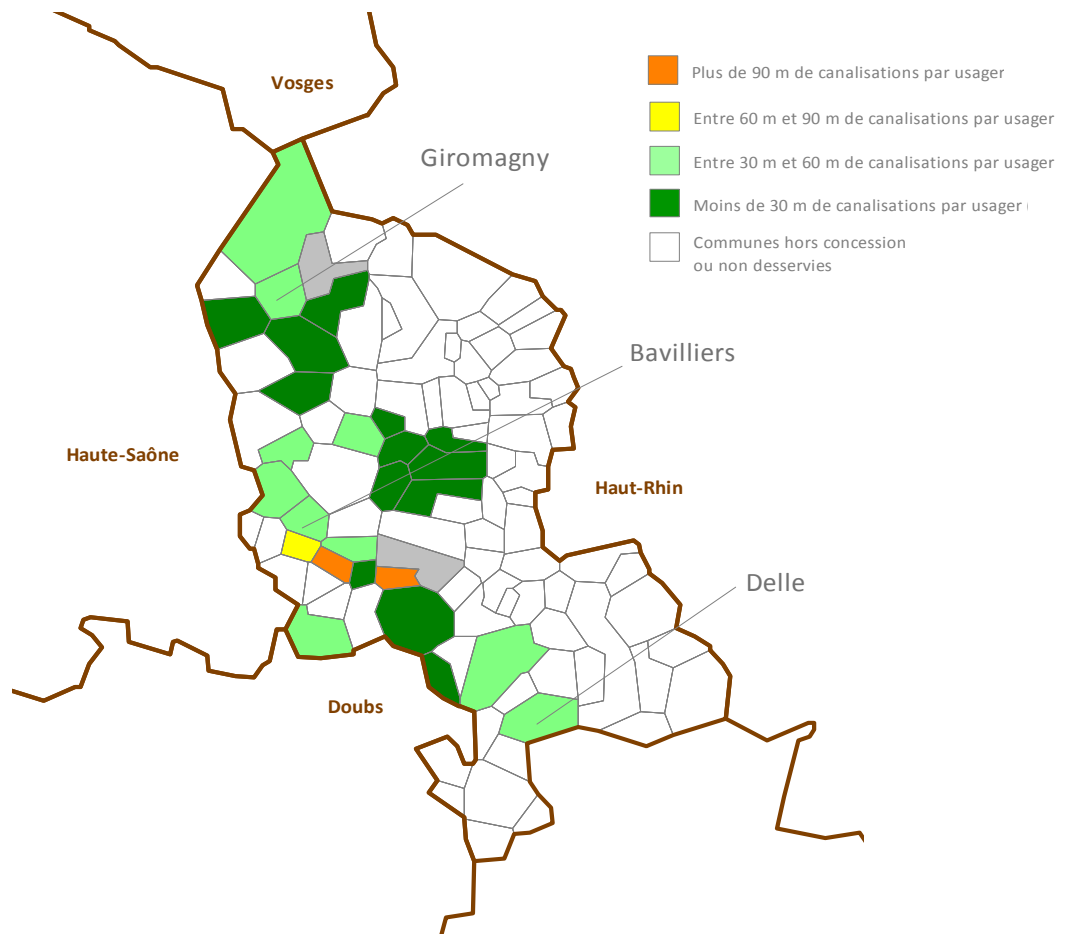 Vosges
Plus de 90 m de canalisations par usager
Entre 60 m et 90 m de canalisations par usager
Giromagny
Entre 30 m et 60 m de canalisations par usager
Moins de 30 m de canalisations par usager (
Communes hors concession
ou non desservies
Bavilliers
Haute-Saône
Haut-Rhin
Delle
Doubs